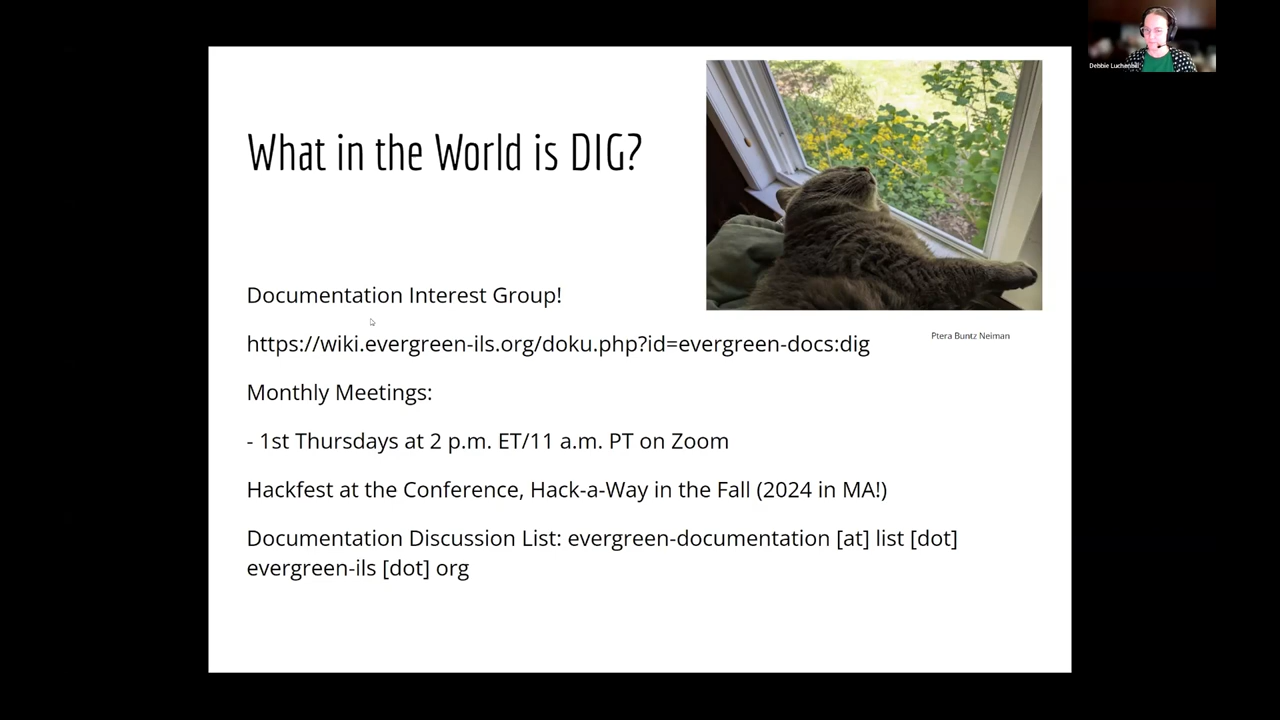 What in the World is DIG?
Documentation Interest Group!
https://wiki.evergreen-ils.org/doku.php?id=evergreen-docs:dig
Ptera Buntz Neiman
Monthly Meetings:
- 1st Thursdays at 2 p.m. ET/11 a.m. PT on Zoom
Hackfest at the Conference, Hack-a-Way in the Fall (2024 in MA!)
Documentation Discussion List: evergreen-documentation [at] list [dot]
evergreen-ils [dot] org
Debbie Luchenbill